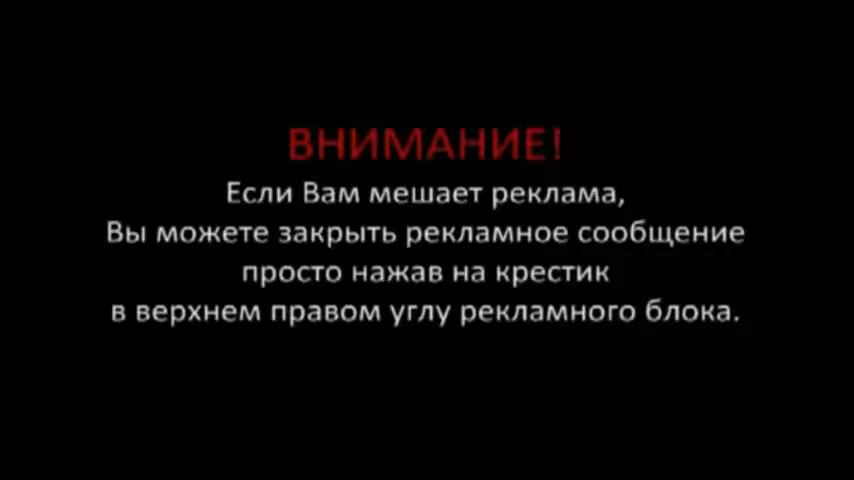 ВНИМАНИЕ!
Если Вам мешает реклама,
Вы можете закрыть рекламное сообщение
просто нажав на крестик
в верхнем правом углу рекламного блока.